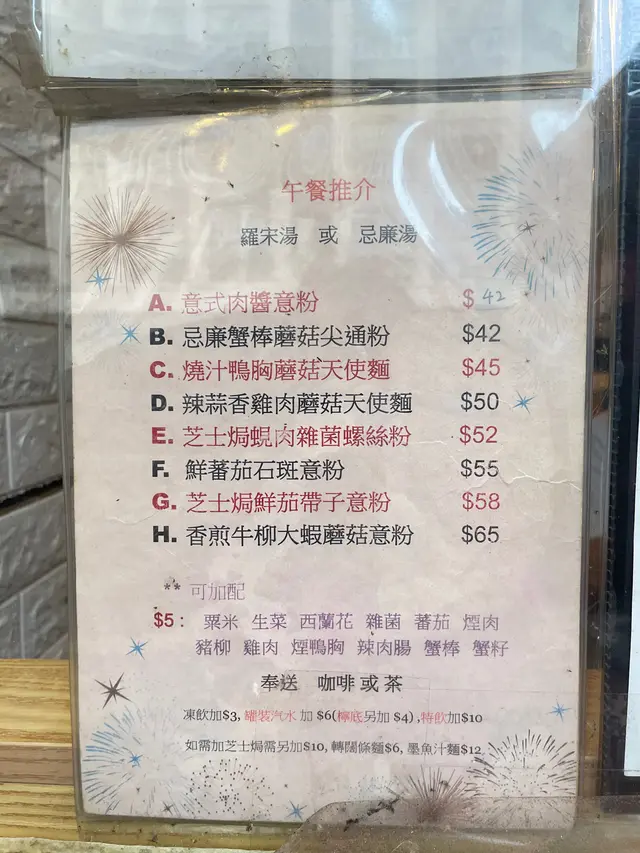 午餐推介
羅宋湯 或 忌廉湯
A. 意式肉醬意粉 $ 42
B. 忌廉蟹棒蘑菇尖通粉 $42
C. 燒汁鴨胸蘑菇天使麵 $45
D. 辣蒜香雞肉蘑菇天使麵 $50
E. 芝士焗蜆肉雜菌螺絲粉 $52
F. 鮮蕃茄石斑意粉 $55
G. 芝士焗鮮茄帶子意粉 $58
H. 香煎牛柳大蝦蘑菇意粉 $65
** 可加配
$5： 粟米 生菜 西蘭花 雜菌 蕃茄 煙肉
豬柳 雞肉 煙鴨胸 辣肉腸 蟹棒 蟹籽
奉送 咖啡 或 茶
凍飲加$3, 罐裝汽水 加 $6(檸底另加 $4) ,特飲加$10
如需加芝士焗需另加$10, 轉闊條麵$6, 墨魚汁麵$12